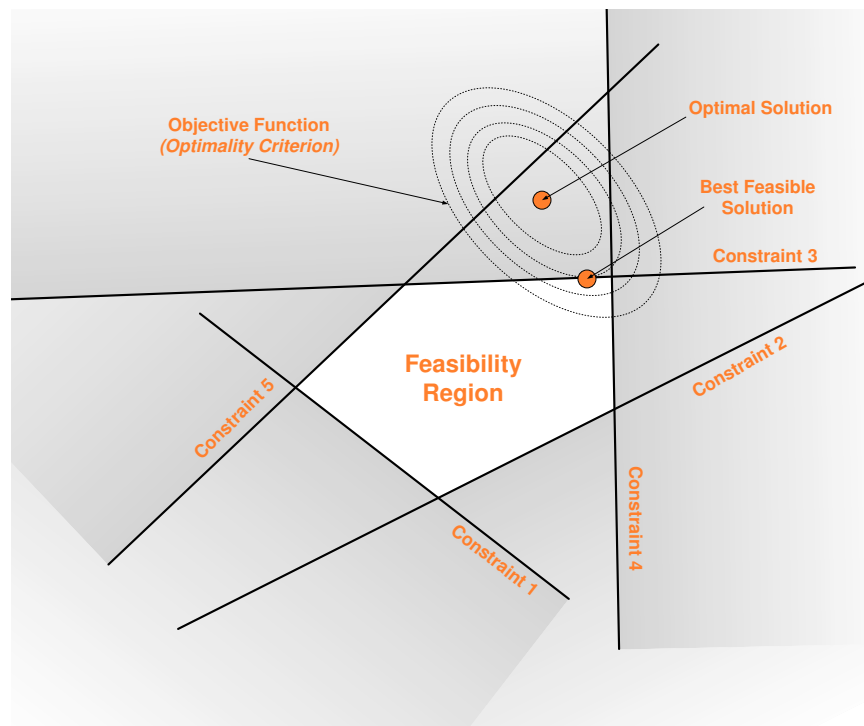 Objective Function
(Optimality Criterion)
Optimal Solution
Best Feasible
Solution
Constraint 3
Feasibility
Region
Constraint 2
Constraint 5
Constraint 4
Constraint 1